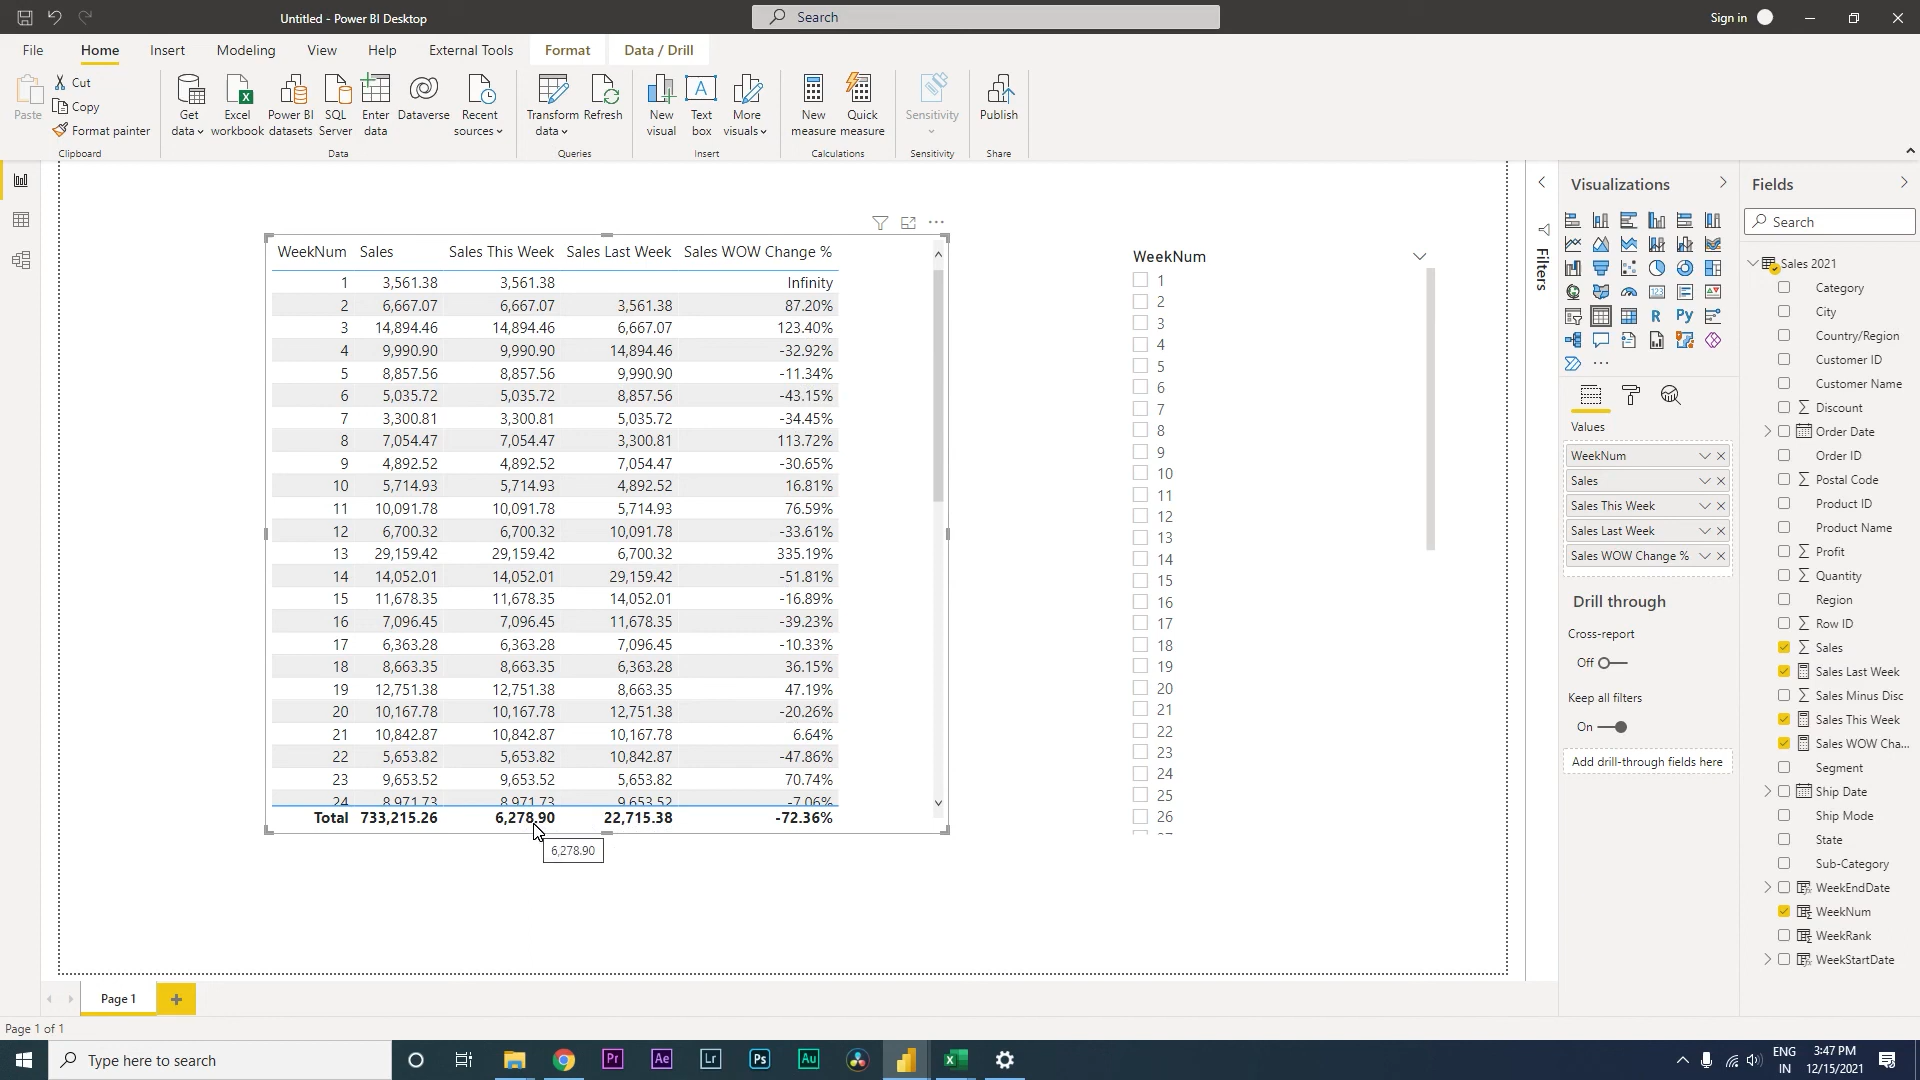 Untitled - Power BI Desktop
Search
Sign in
File
Home
Insert
Modeling
View
Help
External Tools
Format
Data / Drill
Paste
Cut
Copy
Format painter
Clipboard
Get data
Excel workbook
Power BI datasets
SQL Server
Enter data
Dataverse
Recent sources
Data
Transform data
Refresh
Queries
New visual
Text box
More visuals
Insert
New measure
Quick measure
Calculations
Sensitivity
Sensitivity
Publish
Share
WeekNum Sales Sales This Week Sales Last Week Sales WOW Change %
1 3,561.38 3,561.38 Infinity
2 6,667.07 6,667.07 3,561.38 87.20%
3 14,894.46 14,894.46 6,667.07 123.40%
4 9,990.90 9,990.90 14,894.46 -32.92%
5 8,857.56 8,857.56 9,990.90 -11.34%
6 5,035.72 5,035.72 8,857.56 -43.15%
7 3,300.81 3,300.81 5,035.72 -34.45%
8 7,054.47 7,054.47 3,300.81 113.72%
9 4,892.52 4,892.52 7,054.47 -30.65%
10 5,714.93 5,714.93 4,892.52 16.81%
11 10,091.78 10,091.78 5,714.93 76.59%
12 6,700.32 6,700.32 10,091.78 -33.61%
13 29,159.42 29,159.42 6,700.32 335.19%
14 14,052.01 14,052.01 29,159.42 -51.81%
15 11,678.35 11,678.35 14,052.01 -16.89%
16 7,096.45 7,096.45 11,678.35 -39.23%
17 6,363.28 6,363.28 7,096.45 -10.33%
18 8,663.35 8,663.35 6,363.28 36.15%
19 12,751.38 12,751.38 8,663.35 47.19%
20 10,167.78 10,167.78 12,751.38 -20.26%
21 10,842.87 10,842.87 10,167.78 6.64%
22 5,653.82 5,653.82 10,842.87 -47.86%
23 9,653.52 9,653.52 5,653.82 70.74%
24 8,971.73 8,971.73 9,653.52 -7.06%
Total 733,215.26 6,278.90 22,715.38 -72.36%
6,278.90
WeekNum
1
2
3
4
5
6
7
8
9
10
11
12
13
14
15
16
17
18
19
20
21
22
23
24
25
26
27
Filters
Visualizations
R
Py
123
Values
WeekNum
Sales
Sales This Week
Sales Last Week
Sales WOW Change %
Drill through
Cross-report
Off
Keep all filters
On
Add drill-through fields here
Fields
Search
Sales 2021
Category
City
Country/Region
Customer ID
Customer Name
Discount
Order Date
Order ID
Postal Code
Product ID
Product Name
Profit
Quantity
Region
Row ID
Sales
Sales Last Week
Sales Minus Disc
Sales This Week
Sales WOW Cha...
Segment
Ship Date
Ship Mode
State
Sub-Category
WeekEndDate
WeekNum
WeekRank
WeekStartDate
Page 1
Page 1 of 1
Type here to search
Pr
Ae
Lr
Ps
Au
ENG
IN
3:47 PM
12/15/2021